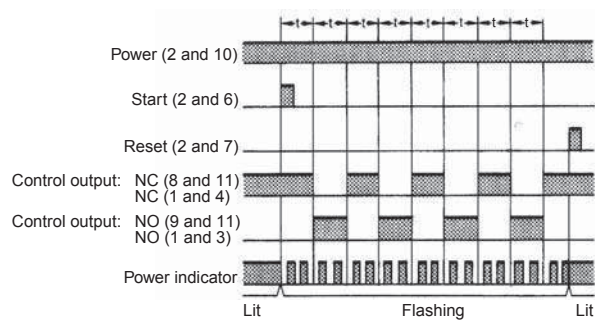 t t t t t t t t
Power (2 and 10)
Start (2 and 6)
Reset (2 and 7)
Control output: NC (8 and 11)
NC (1 and 4)
Control output: NO (9 and 11)
NO (1 and 3)
Power indicator
Lit Flashing Lit